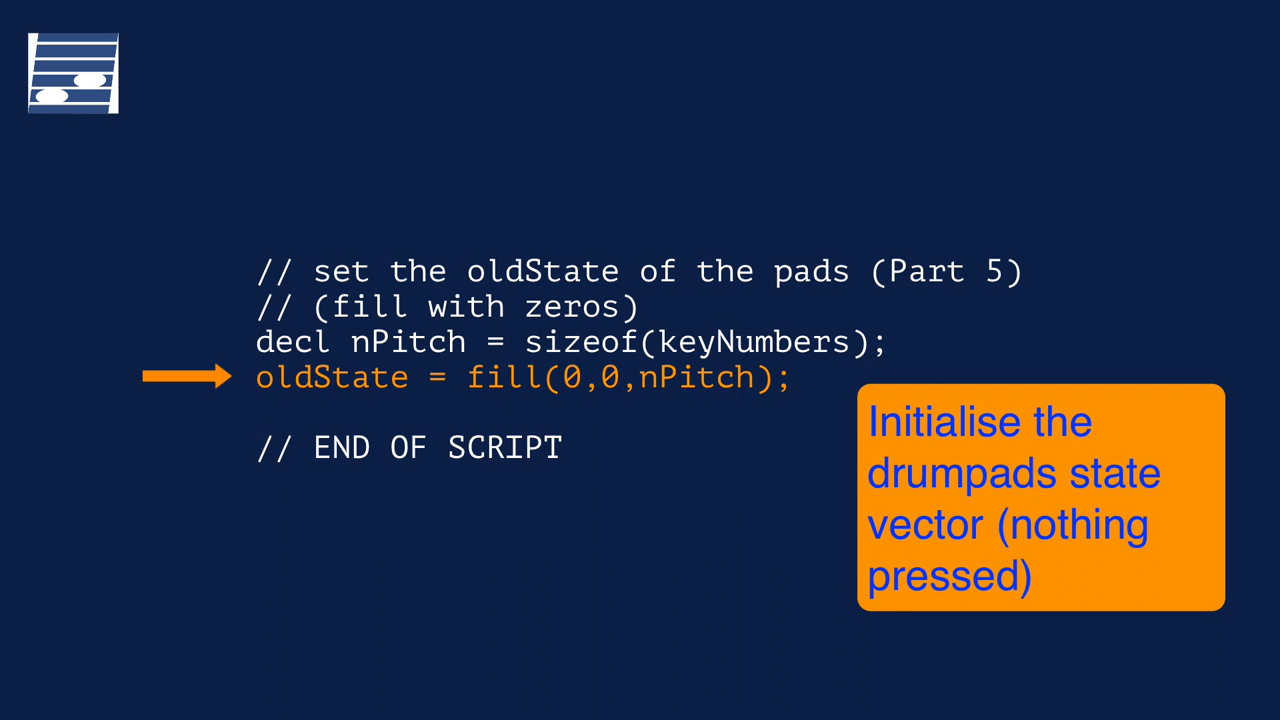 // set the oldState of the pads (Part 5)
// (fill with zeros)
decl nPitch = sizeof(keyNumbers);
oldState = fill(0,0,nPitch);
// END OF SCRIPT
Initialise the
drumpads state
vector (nothing
pressed)